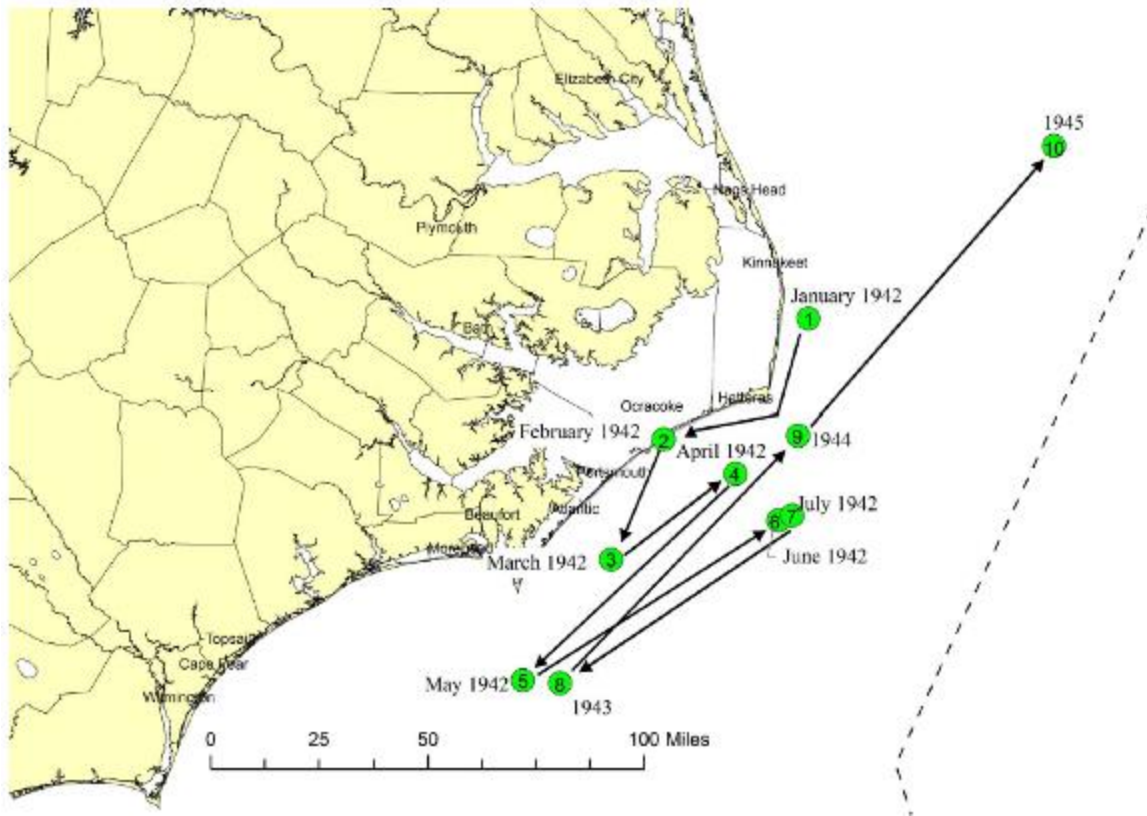 Elizabeth City
1945
10
Nags Head
Plymouth
Kinnakeet
January 1942
1
Bath
Hatteras
Ocracoke
February 1942
2
9
1944
April 1942
4
Portsmouth
Atlantic
Beaufort
July 1942
6
7
June 1942
Morehead
March 1942
3
Topsail
Cape Fear
May 1942
5
8
Wilmington
1943
0 25 50 100 Miles